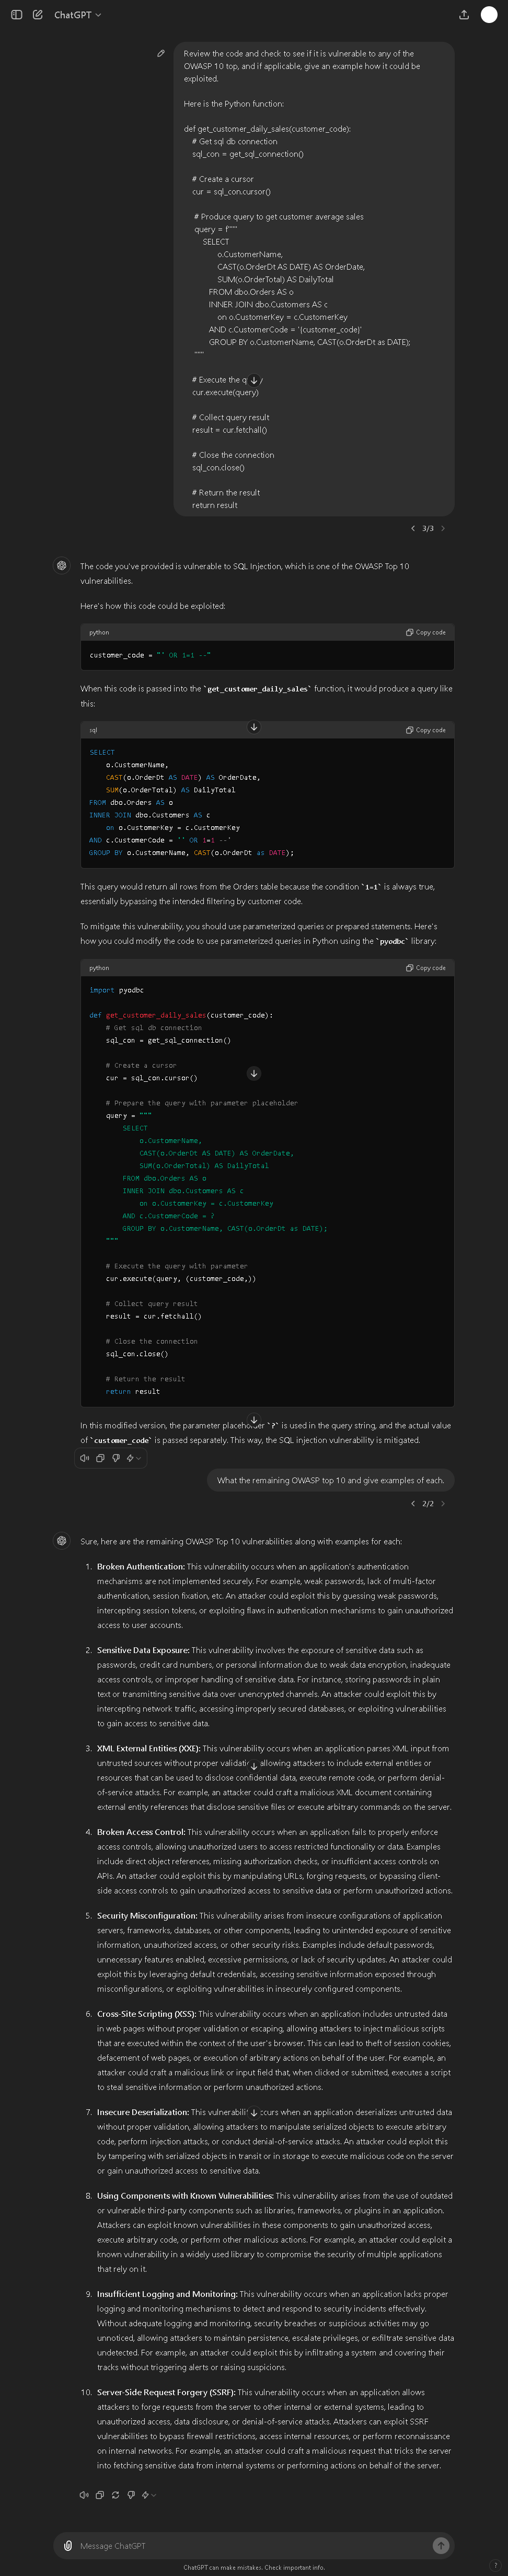 ChatGPT
Review the code and check to see if it is vulnerable to any of the
OWASP 10 top, and if applicable, give an example how it could be
exploited.
Here is the Python function:
def get_customer_daily_sales(customer_code):
# Get sql db connection
sql_con = get_sql_connection()
# Create a cursor
cur = sql_con.cursor()
# Produce query to get customer average sales
query = f"""
SELECT
o.CustomerName,
CAST(o.OrderDt AS DATE) AS OrderDate,
SUM(o.OrderTotal) AS DailyTotal
FROM dbo.Orders AS o
INNER JOIN dbo.Customers AS c
on o.CustomerKey = c.CustomerKey
AND c.CustomerCode = '{customer_code}'
GROUP BY o.CustomerName, CAST(o.OrderDt as DATE);
"""
# Execute the q
cur.execute(query)
# Collect query result
result = cur.fetchall()
# Close the connection
sql_con.close()
# Return the result
return result
3/3
The code you've provided is vulnerable to SQL Injection, which is one of the OWASP Top 10
vulnerabilities.
Here's how this code could be exploited:
python Copy code
customer_code = "' OR 1=1 --"
When this code is passed into the `get_customer_daily_sales` function, it would produce a query like
this:
sql Copy code
SELECT
o.CustomerName,
CAST(o.OrderDt AS DATE) AS OrderDate,
SUM(o.OrderTotal) AS DailyTotal
FROM dbo.Orders AS o
INNER JOIN dbo.Customers AS c
on o.CustomerKey = c.CustomerKey
AND c.CustomerCode = '' OR 1=1 --'
GROUP BY o.CustomerName, CAST(o.OrderDt as DATE);
This query would return all rows from the Orders table because the condition `1=1` is always true,
essentially bypassing the intended filtering by customer code.
To mitigate this vulnerability, you should use parameterized queries or prepared statements. Here's
how you could modify the code to use parameterized queries in Python using the `pyodbc` library:
python Copy code
import pyodbc
def get_customer_daily_sales(customer_code):
# Get sql db connection
sql_con = get_sql_connection()
# Create a cursor
cur = sql_con.cursor()
# Prepare the query with parameter placeholder
query = """
SELECT
o.CustomerName,
CAST(o.OrderDt AS DATE) AS OrderDate,
SUM(o.OrderTotal) AS DailyTotal
FROM dbo.Orders AS o
INNER JOIN dbo.Customers AS c
on o.CustomerKey = c.CustomerKey
AND c.CustomerCode = ?
GROUP BY o.CustomerName, CAST(o.OrderDt as DATE);
"""
# Execute the query with parameter
cur.execute(query, (customer_code,))
# Collect query result
result = cur.fetchall()
# Close the connection
sql_con.close()
# Return the result
return result
In this modified version, the parameter placeholder `?` is used in the query string, and the actual value
of `customer_code` is passed separately. This way, the SQL injection vulnerability is mitigated.
What the remaining OWASP top 10 and give examples of each.
2/2
Sure, here are the remaining OWASP Top 10 vulnerabilities along with examples for each:
1. Broken Authentication: This vulnerability occurs when an application's authentication
mechanisms are not implemented securely. For example, weak passwords, lack of multi-factor
authentication, session fixation, etc. An attacker could exploit this by guessing weak passwords,
intercepting session tokens, or exploiting flaws in authentication mechanisms to gain unauthorized
access to user accounts.
2. Sensitive Data Exposure: This vulnerability involves the exposure of sensitive data such as
passwords, credit card numbers, or personal information due to weak data encryption, inadequate
access controls, or improper handling of sensitive data. For instance, storing passwords in plain
text or transmitting sensitive data over unencrypted channels. An attacker could exploit this by
intercepting network traffic, accessing improperly secured databases, or exploiting vulnerabilities
to gain access to sensitive data.
3. XML External Entities (XXE): This vulnerability occurs when an application parses XML input from
untrusted sources without proper validation, allowing attackers to include external entities or
resources that can be used to disclose confidential data, execute remote code, or perform denial-
of-service attacks. For example, an attacker could craft a malicious XML document containing
external entity references that disclose sensitive files or execute arbitrary commands on the server.
4. Broken Access Control: This vulnerability occurs when an application fails to properly enforce
access controls, allowing unauthorized users to access restricted functionality or data. Examples
include direct object references, missing authorization checks, or insufficient access controls on
APIs. An attacker could exploit this by manipulating URLs, forging requests, or bypassing client-
side access controls to gain unauthorized access to sensitive data or perform unauthorized actions.
5. Security Misconfiguration: This vulnerability arises from insecure configurations of application
servers, frameworks, databases, or other components, leading to unintended exposure of sensitive
information, unauthorized access, or other security risks. Examples include default passwords,
unnecessary features enabled, excessive permissions, or lack of security updates. An attacker could
exploit this by leveraging default credentials, accessing sensitive information exposed through
misconfigurations, or exploiting vulnerabilities in insecurely configured components.
6. Cross-Site Scripting (XSS): This vulnerability occurs when an application includes untrusted data
in web pages without proper validation or escaping, allowing attackers to inject malicious scripts
that are executed within the context of the user's browser. This can lead to theft of session cookies,
defacement of web pages, or execution of arbitrary actions on behalf of the user. For example, an
attacker could craft a malicious link or input field that, when clicked or submitted, executes a script
to steal sensitive information or perform unauthorized actions.
7. Insecure Deserialization: This vulnerability occurs when an application deserializes untrusted data
without proper validation, allowing attackers to manipulate serialized objects to execute arbitrary
code, perform injection attacks, or conduct denial-of-service attacks. An attacker could exploit this
by tampering with serialized objects in transit or in storage to execute malicious code on the server
or gain unauthorized access to sensitive data.
8. Using Components with Known Vulnerabilities: This vulnerability arises from the use of outdated
or vulnerable third-party components such as libraries, frameworks, or plugins in an application.
Attackers can exploit known vulnerabilities in these components to gain unauthorized access,
execute arbitrary code, or perform other malicious actions. For example, an attacker could exploit a
known vulnerability in a widely used library to compromise the security of multiple applications
that rely on it.
9. Insufficient Logging and Monitoring: This vulnerability occurs when an application lacks proper
logging and monitoring mechanisms to detect and respond to security incidents effectively.
Without adequate logging and monitoring, security breaches or suspicious activities may go
unnoticed, allowing attackers to maintain persistence, escalate privileges, or exfiltrate sensitive data
undetected. For example, an attacker could exploit this by infiltrating a system and covering their
tracks without triggering alerts or raising suspicions.
10. Server-Side Request Forgery (SSRF): This vulnerability occurs when an application allows
attackers to forge requests from the server to other internal or external systems, leading to
unauthorized access, data disclosure, or denial-of-service attacks. Attackers can exploit SSRF
vulnerabilities to bypass firewall restrictions, access internal resources, or perform reconnaissance
on internal networks. For example, an attacker could craft a malicious request that tricks the server
into fetching sensitive data from internal systems or performing actions on behalf of the server.
Message ChatGPT
ChatGPT can make mistakes. Check important info.
?